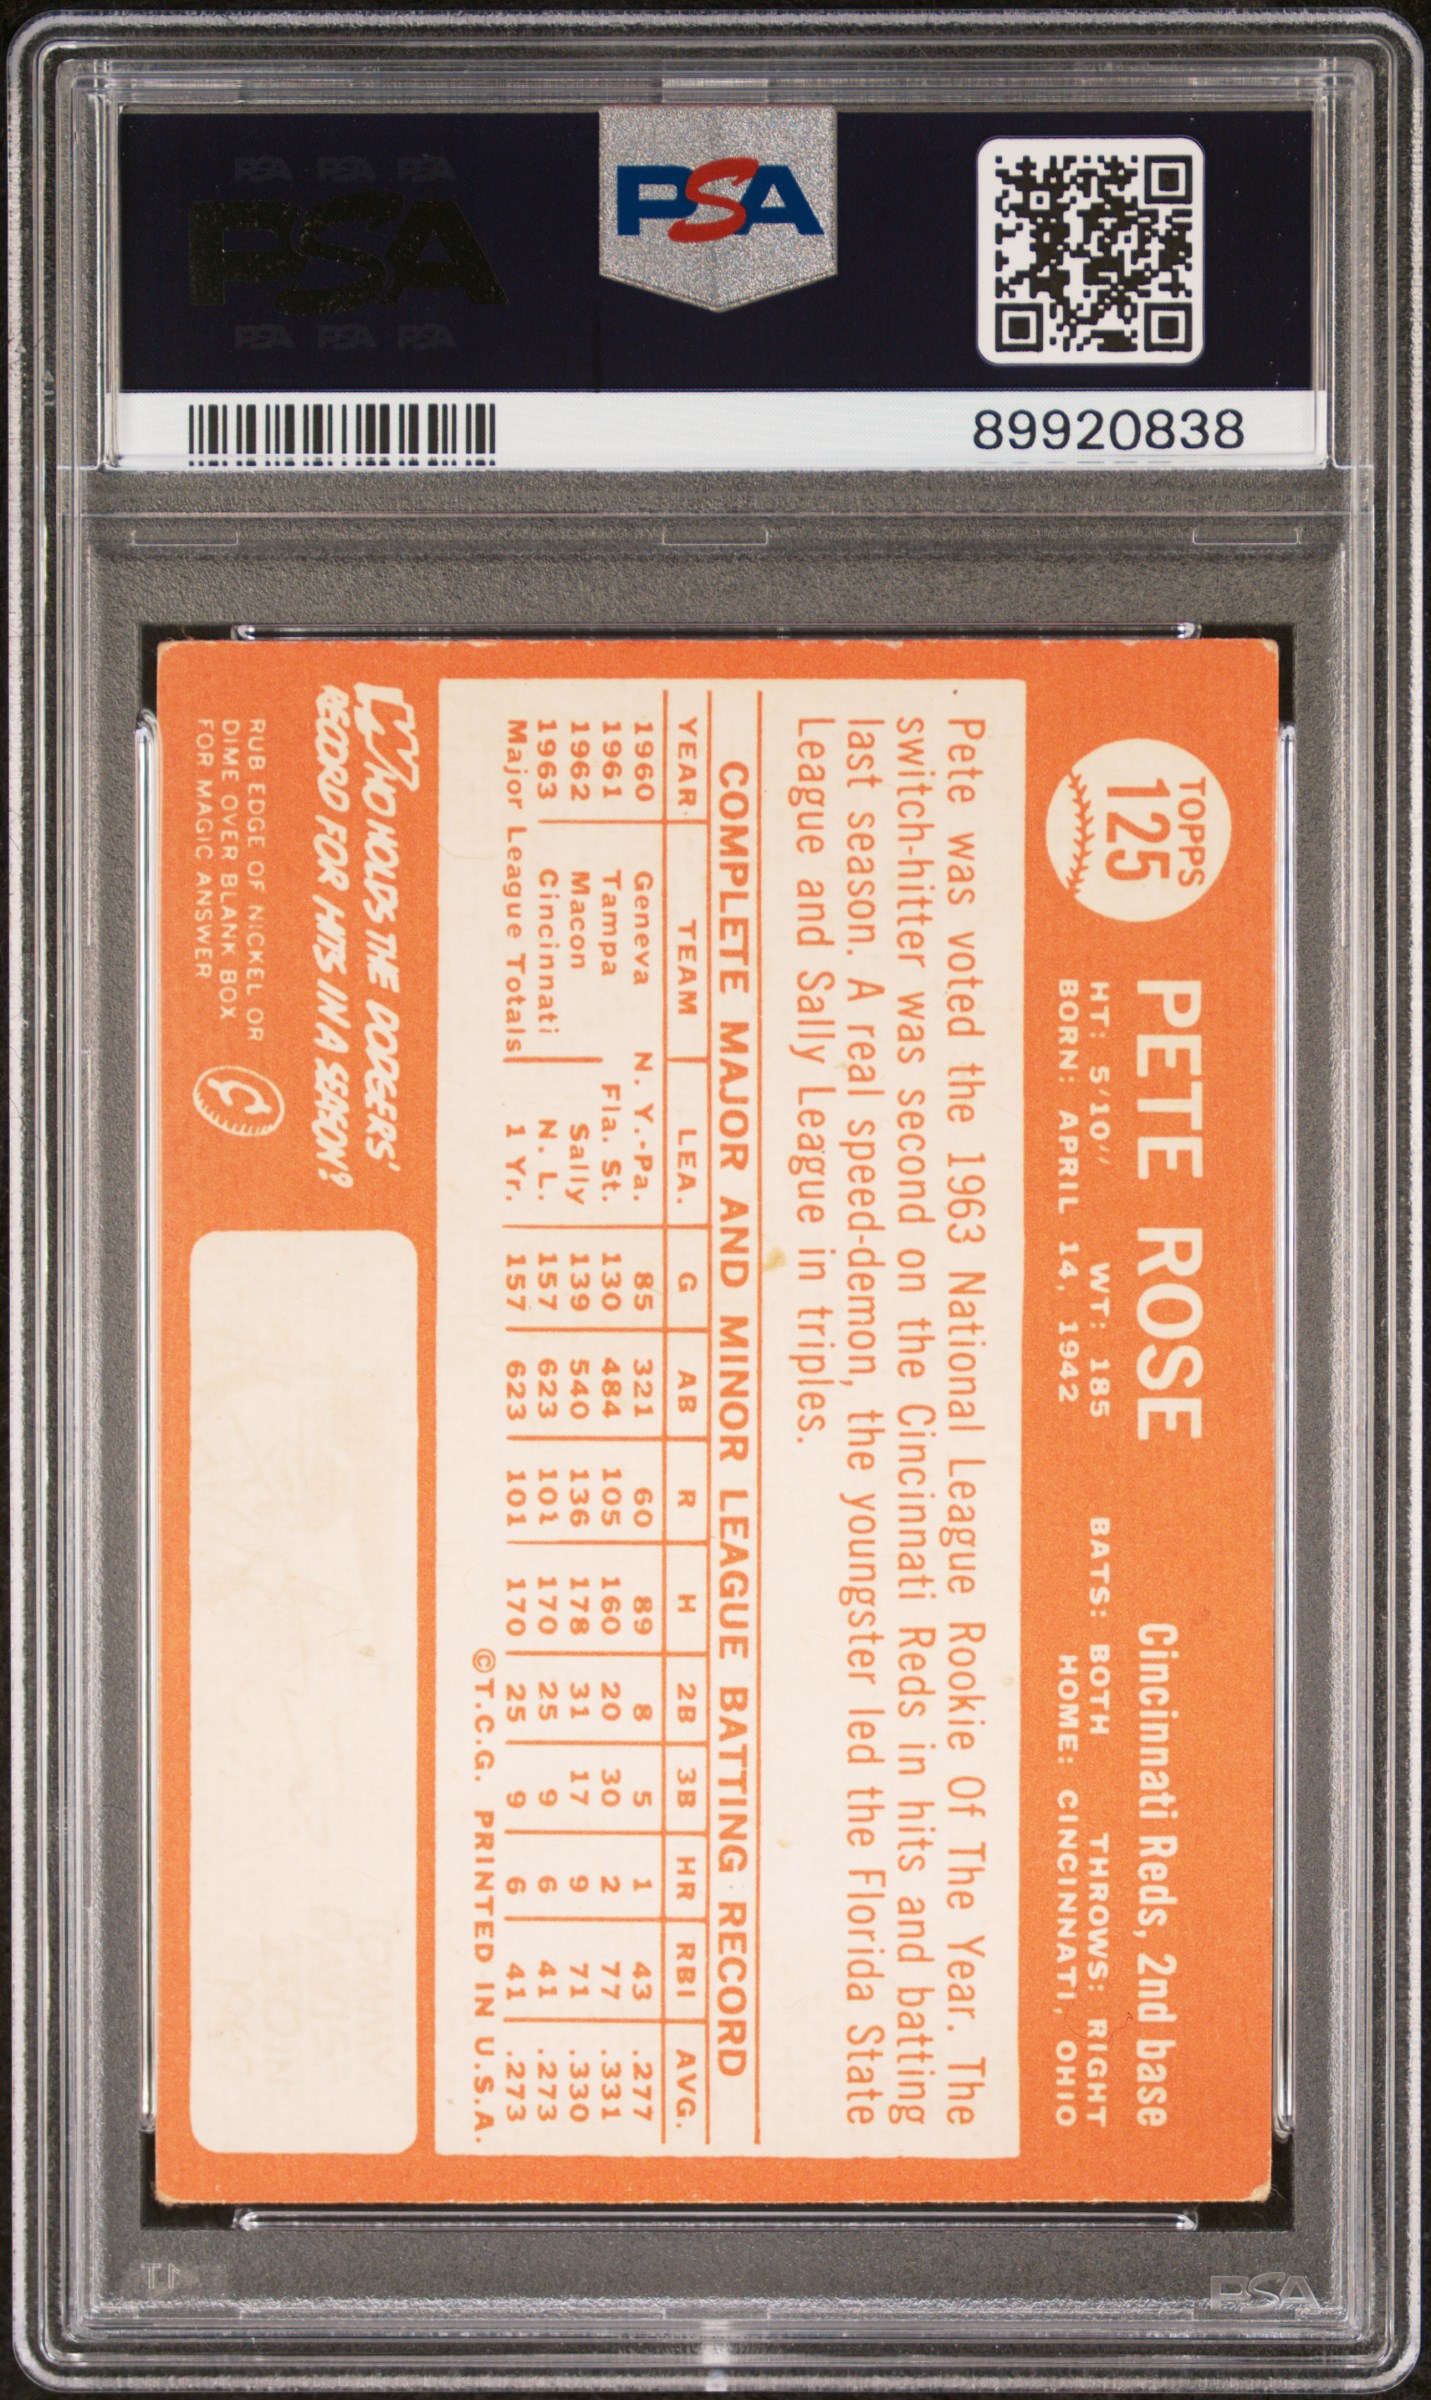 PSA PSA PSA
PSA
PSA PSA PSA
PSA
89920838
TOPPS
125
PETE ROSE
Cincinnati Reds, 2nd base
HT: 5'10" WT: 185 BATS: BOTH THROWS: RIGHT
BORN: APRIL 14, 1942 HOME: CINCINNATI, OHIO
Pete was voted the 1963 National League Rookie Of The Year. The
switch-hitter was second on the Cincinnati Reds in hits and batting
last season. A real speed-demon, the youngster led the Florida State
League and Sally League in triples.
COMPLETE MAJOR AND MINOR LEAGUE BATTING RECORD
YEAR TEAM LEA. G AB R H 2B 3B HR RBI AVG.
1960 Geneva N. Y.-Pa. 85 321 60 89 8 5 1 43 .277
1961 Tampa Fla. St. 130 484 105 160 20 30 2 77 .331
1962 Macon Sally 139 540 136 178 31 17 9 71 .330
1963 Cincinnati N. L. 157 623 101 170 25 9 6 41 .273
Major League Totals 1 Yr. 157 623 101 170 25 9 6 41 .273
©T.C.G. PRINTED IN U.S.A.
WHO HOLDS THE DODGERS'
RECORD FOR HITS IN A SEASON?
RUB EDGE OF NICKEL OR
DIME OVER BLANK BOX
FOR MAGIC ANSWER
PSA